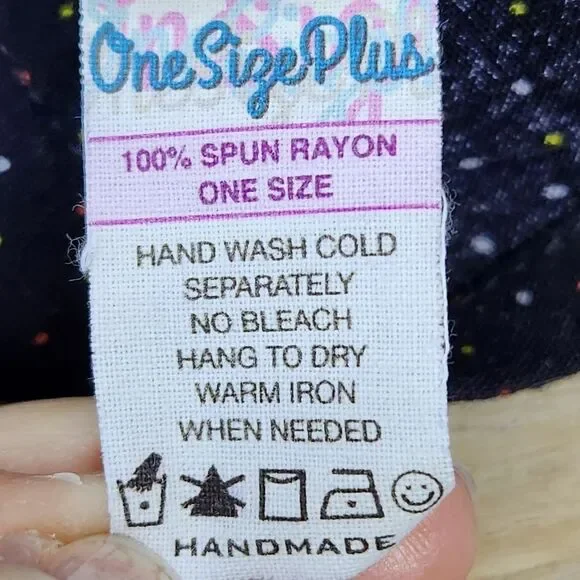 OneSizePlus
100% SPUN RAYON
ONE SIZE
HAND WASH COLD
SEPARATELY
NO BLEACH
HANG TO DRY
WARM IRON
WHEN NEEDED
HANDMADE